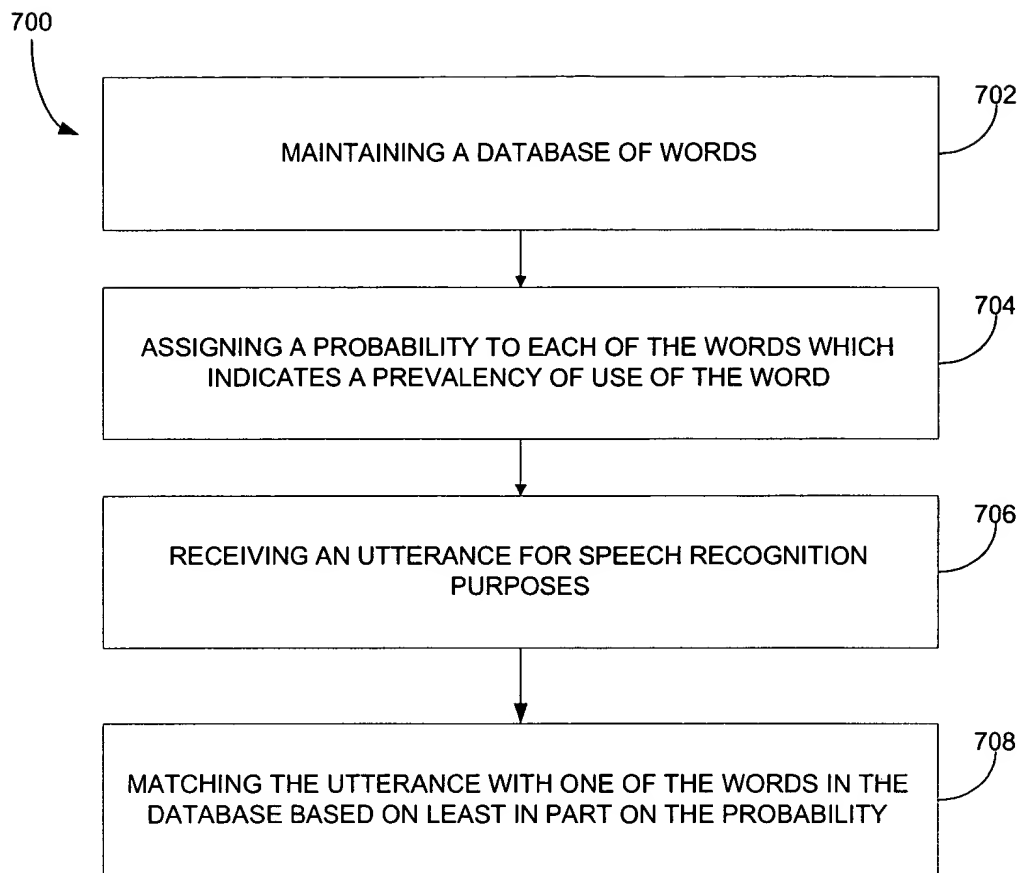 700
702
MAINTAINING A DATABASE OF WORDS
704
ASSIGNING A PROBABILITY TO EACH OF THE WORDS WHICH
INDICATES A PREVALENCY OF USE OF THE WORD
706
RECEIVING AN UTTERANCE FOR SPEECH RECOGNITION
PURPOSES
708
MATCHING THE UTTERANCE WITH ONE OF THE WORDS IN THE
DATABASE BASED ON LEAST IN PART ON THE PROBABILITY